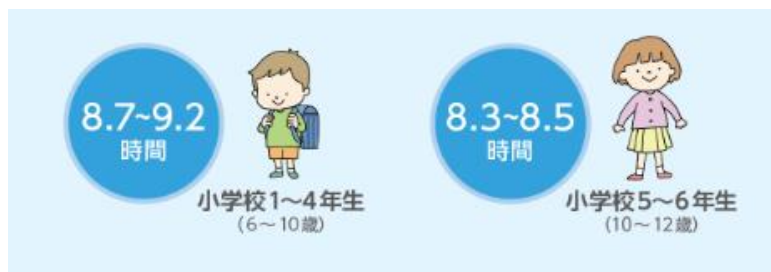 8.7~9.2
時間
小学校1~4年生
(6~10歳)
8.3~8.5
時間
小学校5~6年生
(10~12歳)